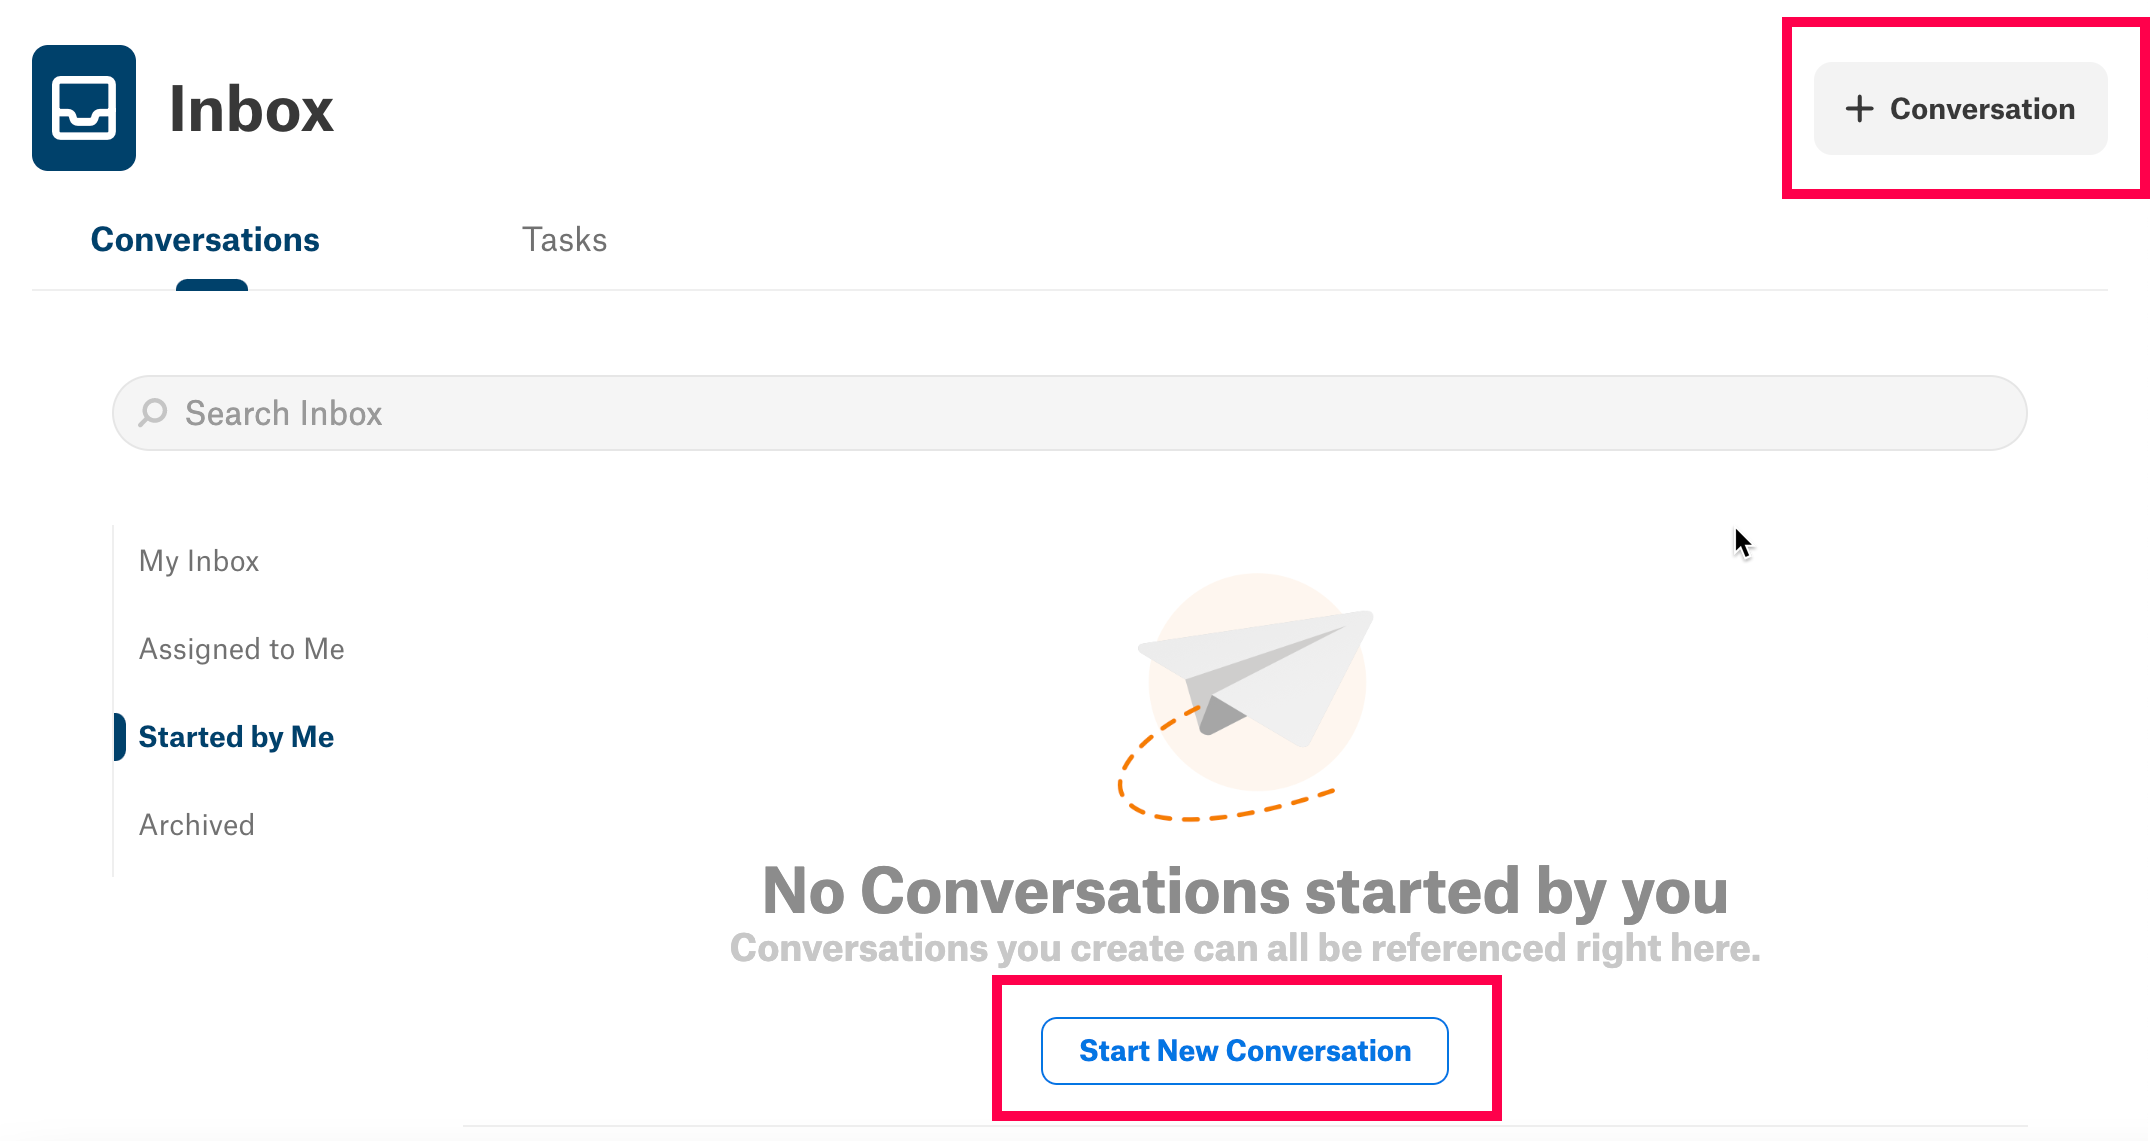 Inbox
+ Conversation
Conversations
Tasks
Search Inbox
My Inbox
Assigned to Me
Started by Me
Archived
No Conversations started by you
Conversations you create can all be referenced right here.
Start New Conversation